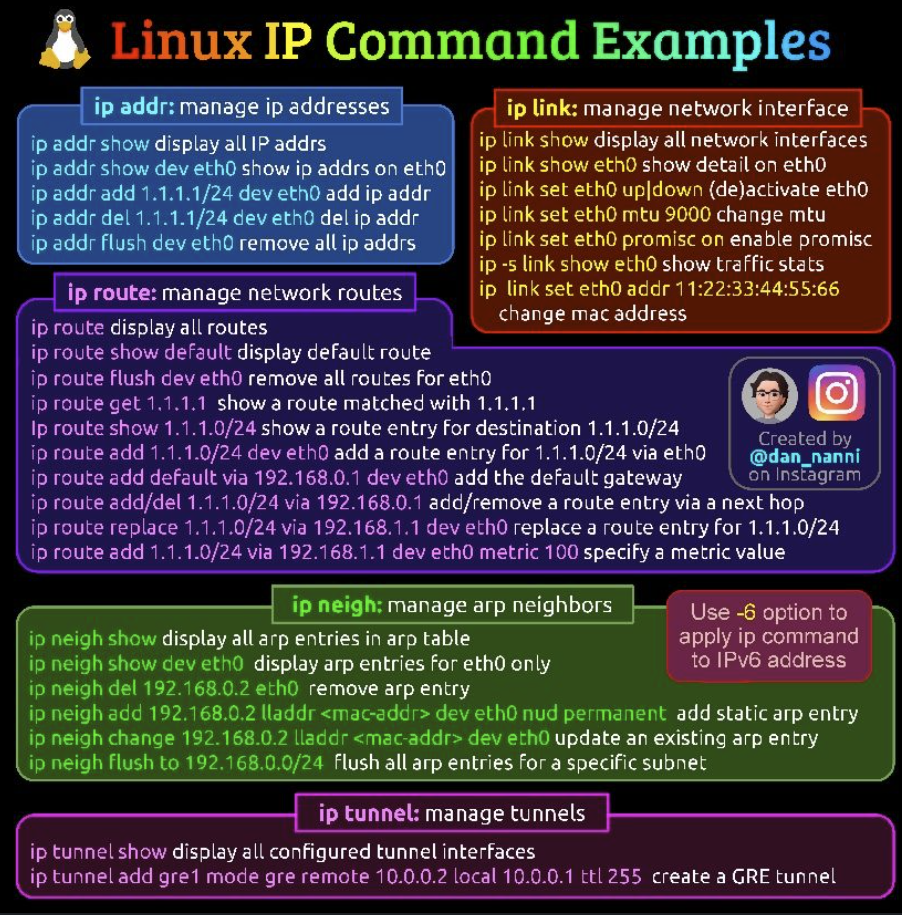 Linux IP Command Examples
ip addr: manage ip addresses
ip addr show display all IP addrs
ip addr show dev eth0 show ip addrs on eth0
ip addr add 1.1.1.1/24 dev eth0 add ip addr
ip addr del 1.1.1.1/24 dev eth0 del ip addr
ip addr flush dev eth0 remove all ip addrs
ip link: manage network interface
ip link show display all network interfaces
ip link show eth0 show detail on eth0
ip link set eth0 up|down (de)activate eth0
ip link set eth0 mtu 9000 change mtu
ip link set eth0 promisc on enable promisc
ip -s link show eth0 show traffic stats
ip link set eth0 addr 11:22:33:44:55:66
change mac address
ip route: manage network routes
ip route display all routes
ip route show default display default route
ip route flush dev eth0 remove all routes for eth0
ip route get 1.1.1.1 show a route matched with 1.1.1.1
Ip route show 1.1.1.0/24 show a route entry for destination 1.1.1.0/24
ip route add 1.1.1.0/24 dev eth0 add a route entry for 1.1.1.0/24 via eth0
ip route add default via 192.168.0.1 dev eth0 add the default gateway
ip route add/del 1.1.1.0/24 via 192.168.0.1 add/remove a route entry via a next hop
ip route replace 1.1.1.0/24 via 192.168.1.1 dev eth0 replace a route entry for 1.1.1.0/24
ip route add 1.1.1.0/24 via 192.168.1.1 dev eth0 metric 100 specify a metric value
Created by
@dan_nanni
on Instagram
ip neigh: manage arp neighbors
ip neigh show display all arp entries in arp table
ip neigh show dev eth0 display arp entries for eth0 only
ip neigh del 192.168.0.2 eth0 remove arp entry
ip neigh add 192.168.0.2 lladdr <mac-addr> dev eth0 nud permanent add static arp entry
ip neigh change 192.168.0.2 lladdr <mac-addr> dev eth0 update an existing arp entry
ip neigh flush to 192.168.0.0/24 flush all arp entries for a specific subnet
Use -6 option to
apply ip command
to IPv6 address
ip tunnel: manage tunnels
ip tunnel show display all configured tunnel interfaces
ip tunnel add gre1 mode gre remote 10.0.0.2 local 10.0.0.1 ttl 255 create a GRE tunnel